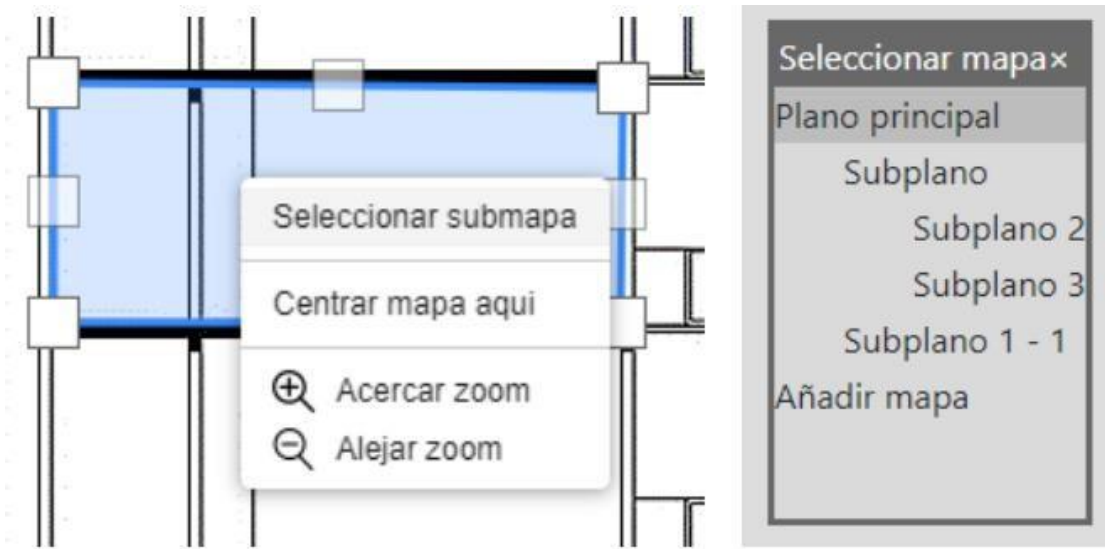 Seleccionar submapa
Centrar mapa aqui
Acercar zoom
Alejar zoom
Seleccionar mapa×
Plano principal
Subplano
Subplano 2
Subplano 3
Subplano 1 - 1
Añadir mapa